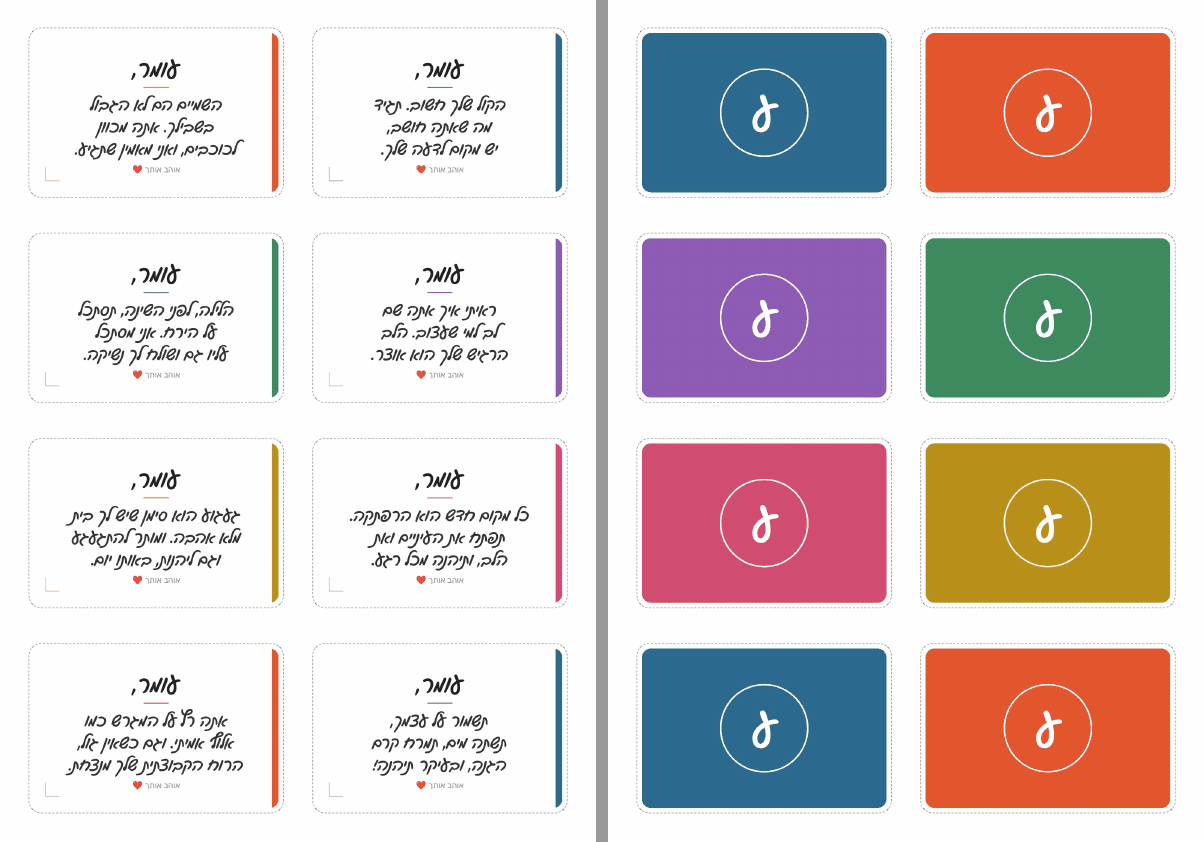 עומר,
הקול שלך חשוב. תגיד
מה שאתה חושב,
יש מקום לדעה שלך.
אוהב אותך ❤️
עומר,
השמיים הם לא הגבול
בשבילך. אתה מכוון
לכוכבים, ואני מאמין שתגיע.
אוהב אותך ❤️
עומר,
ראיתי איך אתה שם
לב למי שעצוב. הלב
הרגיש שלך הוא אוצר.
אוהב אותך ❤️
עומר,
הלילה, לפני השינה, תסתכל
על הירח. אני מסתכל
עליו גם ושולח לך נשיקה.
אוהב אותך ❤️
עומר,
כל מקום חדש הוא הרפתקה.
תפתח את העיניים ואת
הלב, ותיהנה מכל רגע.
אוהב אותך ❤️
עומר,
געגוע הוא סימן שיש לך בית
מלא אהבה. ומותר להתגעגע
וגם ליהנות, באותו יום.
אוהב אותך ❤️
עומר,
תשמור על עצמך,
תשתה מים, תמרח קרם
הגנה, ובעיקר תיהנה!
אוהב אותך ❤️
עומר,
אתה רץ על המגרש כמו
אלוף אמיתי. וגם כשאין גול,
הרוח הקבוצתית שלך מנצחת.
אוהב אותך ❤️